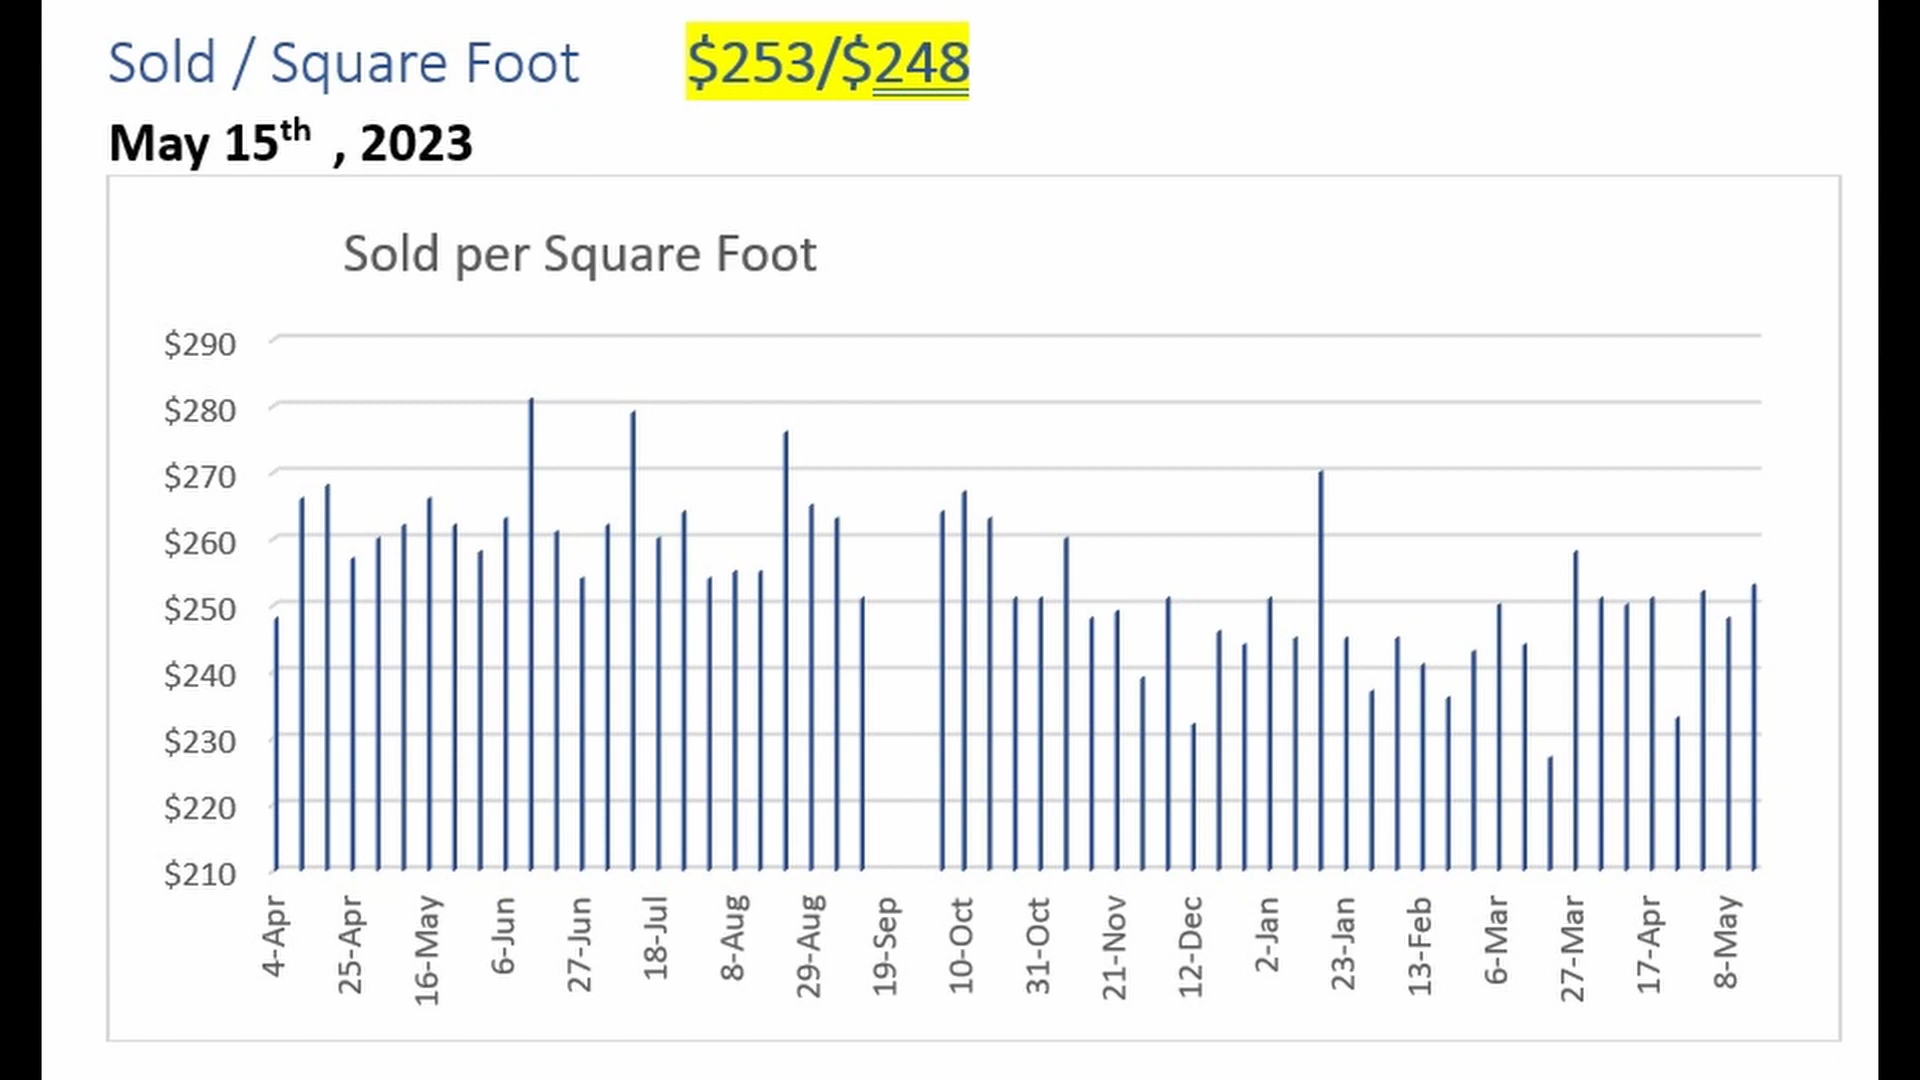 Sold / Square Foot $253/$248
May 15th , 2023
Sold per Square Foot
$290
$280
$270
$260
$250
$240
$230
$220
$210
4-Apr
25-Apr
16-May
6-Jun
27-Jun
18-Jul
8-Aug
29-Aug
19-Sep
10-Oct
31-Oct
21-Nov
12-Dec
2-Jan
23-Jan
13-Feb
6-Mar
27-Mar
17-Apr
8-May